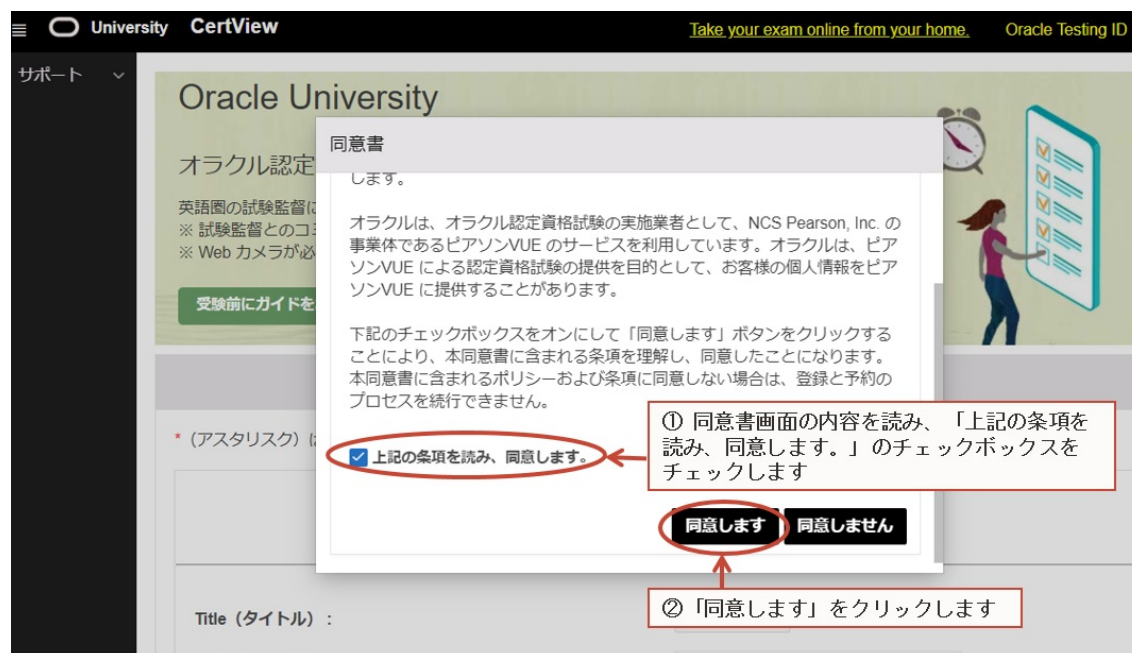 University CertView
Take your exam online from your home. Oracle Testing ID
サポート
Oracle University
同意書
オラクル認定
します。
英語圏の試験監督に
※ 試験監督とのコミ
※ Web カメラが必
オラクルは、オラクル認定資格試験の実施業者として、NCS Pearson, Inc. の
事業体であるピアソンVUE のサービスを利用しています。オラクルは、ピア
ソンVUE による認定資格試験の提供を目的として、お客様の個人情報をピア
ソンVUE に提供することがあります。
受験前にガイドを
下記のチェックボックスをオンにして「同意します」ボタンをクリックする
ことにより、本同意書に含まれる条項を理解し、同意したことになります。
本同意書に含まれるポリシーおよび条項に同意しない場合は、登録と予約の
プロセスを続行できません。
* （アスタリスク）は
上記の条項を読み、同意します。
① 同意書画面の内容を読み、「上記の条項を
読み、同意します。」のチェックボックスを
チェックします
同意します 同意しません
②「同意します」をクリックします
Title（タイトル）：